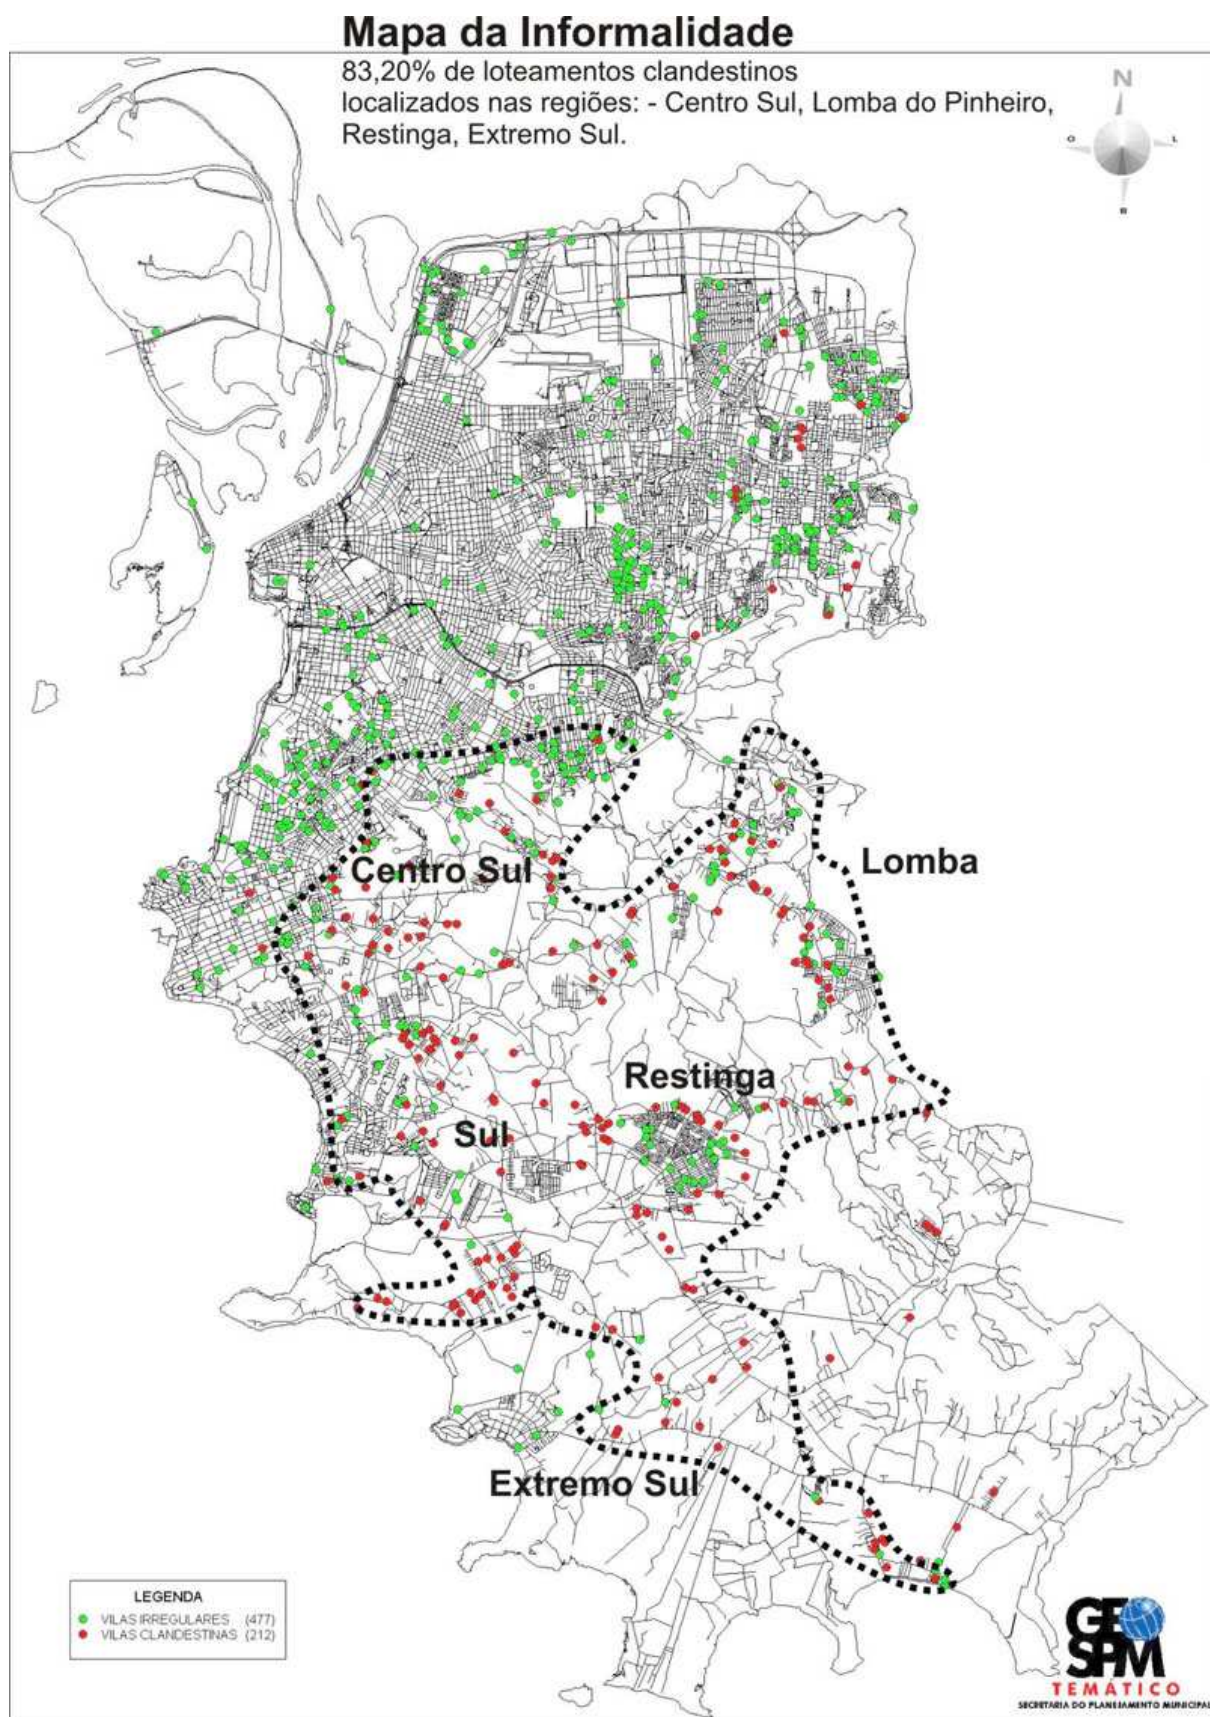 Mapa da Informalidade
83,20% de loteamentos clandestinos
localizados nas regiões: - Centro Sul, Lomba do Pinheiro,
Restinga, Extremo Sul.
N
O
L
Lomba
Centro Sul
Restinga
Sul
Extremo Sul
LEGENDA
VILAS IRREGULARES (477)
VILAS CLANDESTINAS (212)
GE
SPM
TEMÁTICO
SECRETARIA DO PLANEJAMENTO MUNICIPAL